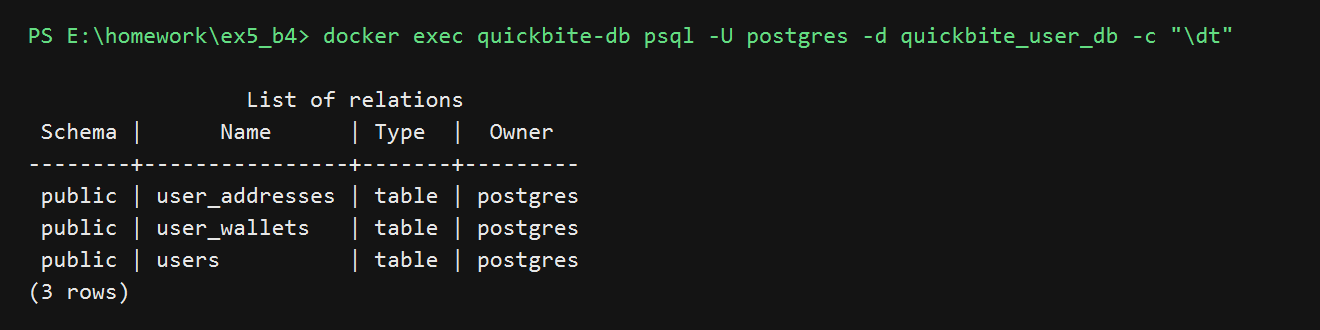 PS E:\homework\ex5_b4> docker exec quickbite-db psql -U postgres -d quickbite_user_db -c "\dt"
                 List of relations
 Schema |      Name      | Type  |  Owner
--------+----------------+-------+---------
 public | user_addresses | table | postgres
 public | user_wallets   | table | postgres
 public | users          | table | postgres
(3 rows)